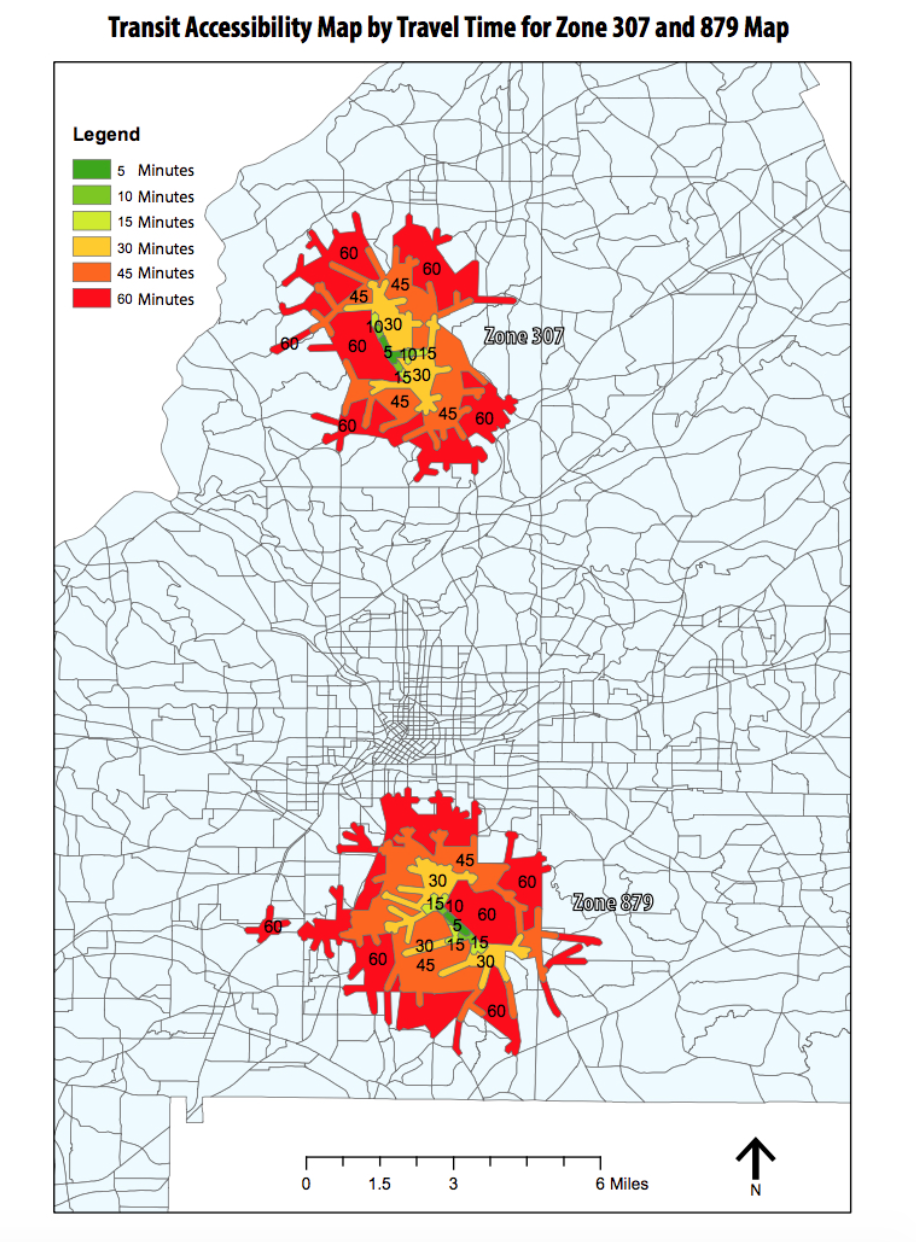 Transit Accessibility Map by Travel Time for Zone 307 and 879 Map
Legend
5 Minutes
10 Minutes
15 Minutes
30 Minutes
45 Minutes
60 Minutes
60
60
45
45
10 30
Zone 307
60
60
5 10 15
15 30
45
45
60
60
45
30
60
Zone 879
15 10
60
5
60
30
15
15
60
45
30
60
0 1.5 3 6 Miles
N